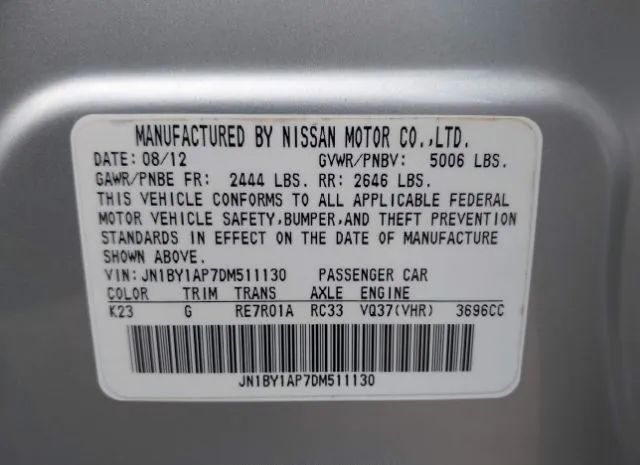 MANUFACTURED BY NISSAN MOTOR CO.,LTD.
DATE: 08/12 GVWR/PNBV: 5006 LBS.
GAWR/PNBE FR: 2444 LBS. RR: 2646 LBS.
THIS VEHICLE CONFORMS TO ALL APPLICABLE FEDERAL
MOTOR VEHICLE SAFETY,BUMPER,AND THEFT PREVENTION
STANDARDS IN EFFECT ON THE DATE OF MANUFACTURE
SHOWN ABOVE.
VIN: JN1BY1AP7DM511130 PASSENGER CAR
COLOR TRIM TRANS AXLE ENGINE
K23 G RE7R01A RC33 VQ37(VHR) 3696CC
JN1BY1AP7DM511130